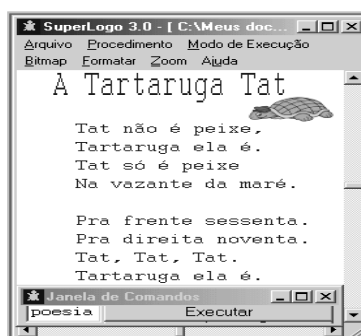 SuperLogo 3.0 - [ C:\Meus doc...
Arquivo Procedimento Modo de Execução
Bitmap Formatar Zoom Ajuda
A Tartaruga Tat
Tat não é peixe,
Tartaruga ela é.
Tat só é peixe
Na vazante da maré.
Pra frente sessenta.
Pra direita noventa.
Tat, Tat, Tat.
Tartaruga ela é.
Janela de Comandos
poesia Executar